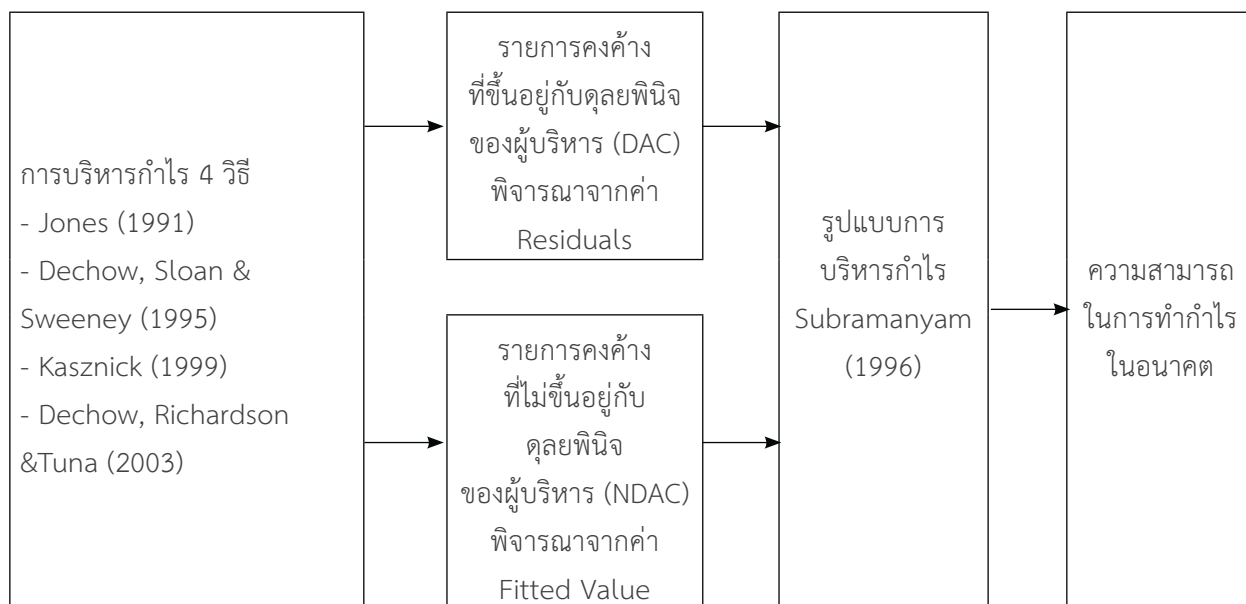 การบริหารกำไร 4 วิธี
- Jones (1991)
- Dechow, Sloan &
Sweeney (1995)
- Kasznick (1999)
- Dechow, Richardson
&Tuna (2003)
รายการคงค้าง
ที่ขึ้นอยู่กับดุลยพินิจ
ของผู้บริหาร (DAC)
พิจารณาจากค่า
Residuals
รายการคงค้าง
ที่ไม่ขึ้นอยู่กับ
ดุลยพินิจ
ของผู้บริหาร (NDAC)
พิจารณาจากค่า
Fitted Value
รูปแบบการ
บริหารกำไร
Subramanyam
(1996)
ความสามารถ
ในการทำกำไร
ในอนาคต